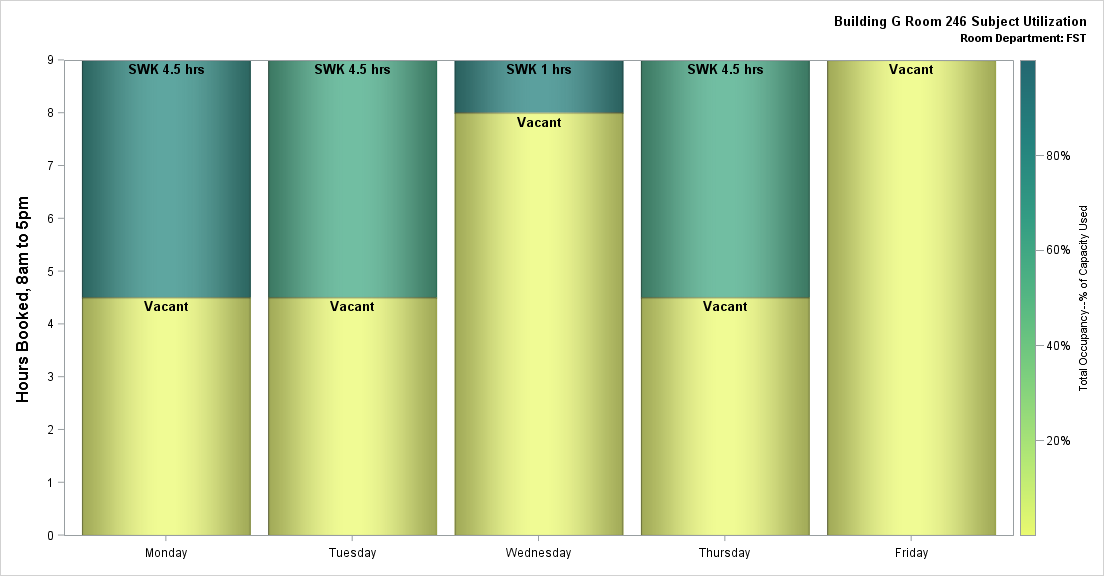 Building G Room 246 Subject Utilization
Room Department: FST
Hours Booked, 8am to 5pm
9
8
7
6
5
4
3
2
1
0
SWK 4.5 hrs
Vacant
SWK 4.5 hrs
Vacant
SWK 1 hrs
Vacant
SWK 4.5 hrs
Vacant
Vacant
Monday
Tuesday
Wednesday
Thursday
Friday
80%
60%
40%
20%
Total Occupancy--% of Capacity Used